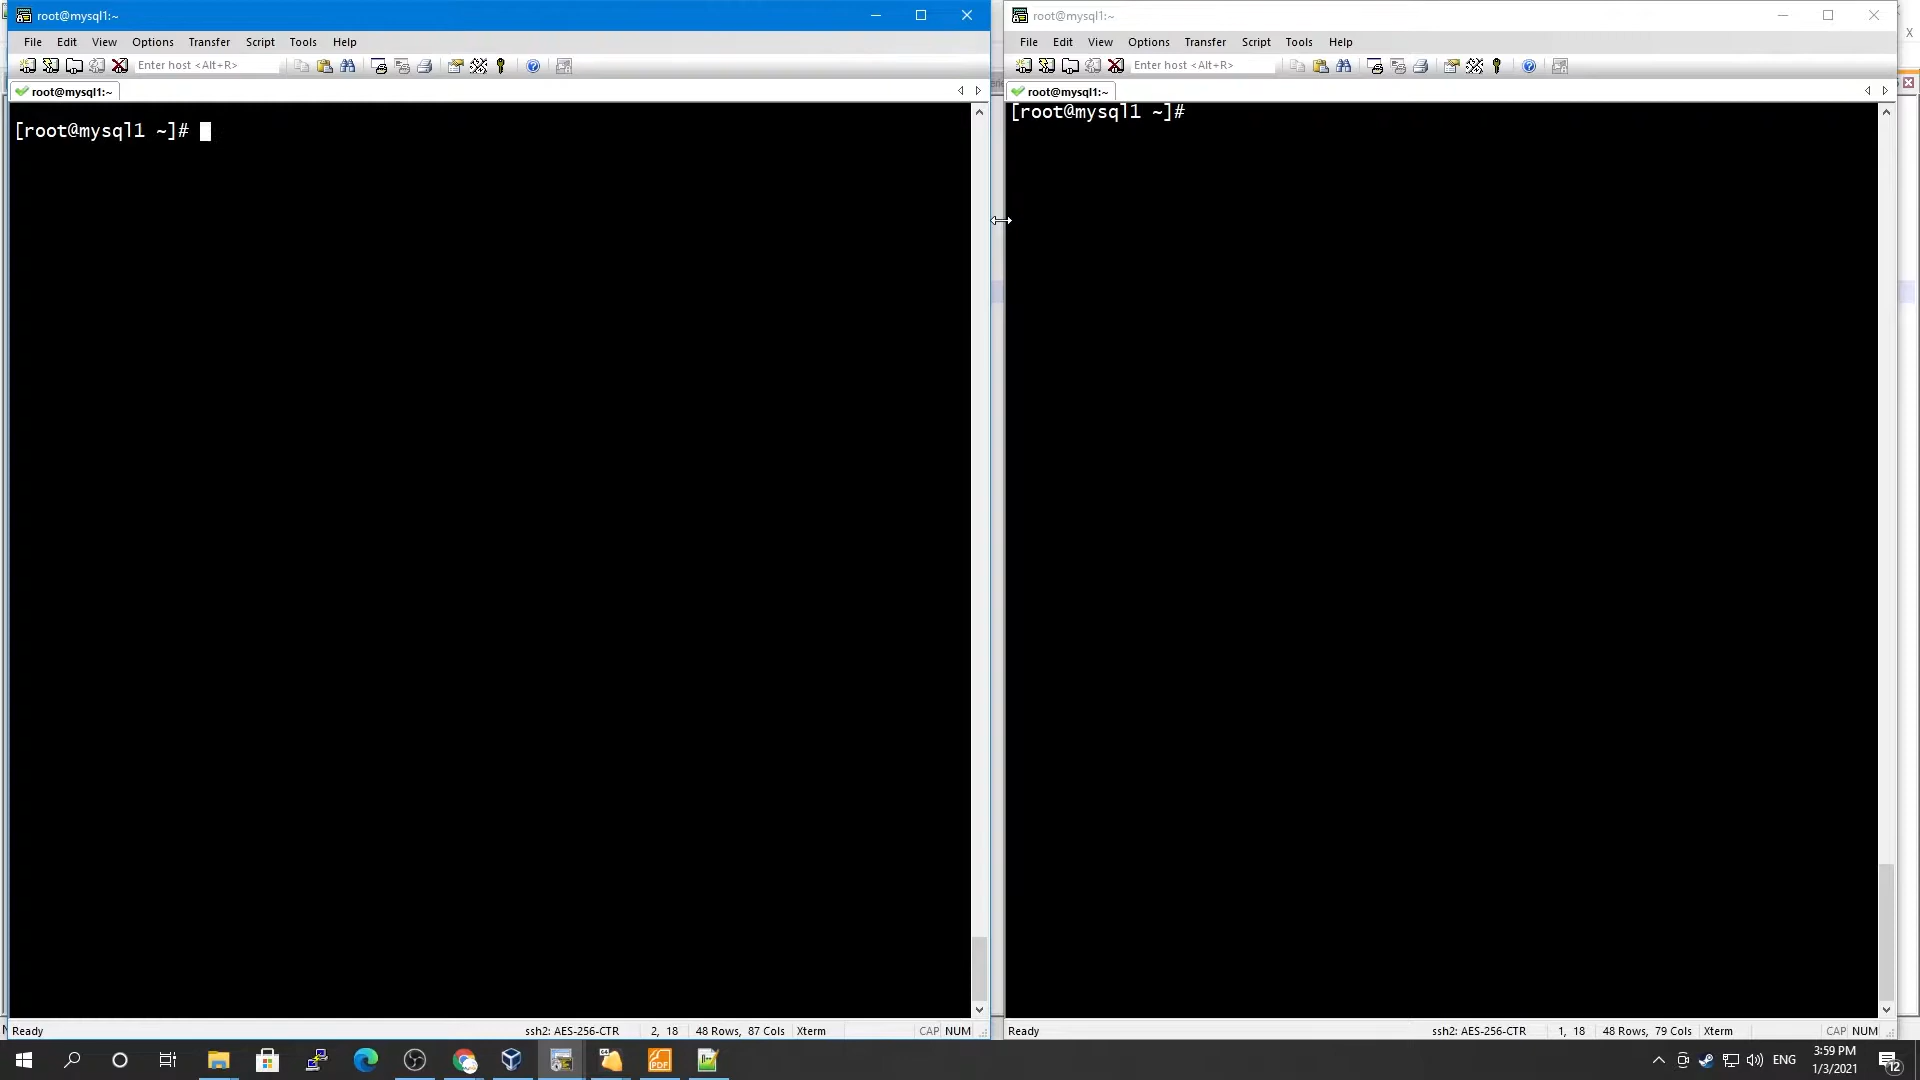 root@mysql1:~
File Edit View Options Transfer Script Tools Help
Enter host <Alt+R>
root@mysql1:~
[root@mysql1 ~]#
Ready ssh2: AES-256-CTR 2, 18 48 Rows, 87 Cols Xterm CAP NUM
root@mysql1:~
File Edit View Options Transfer Script Tools Help
Enter host <Alt+R>
root@mysql1:~
[root@mysql1 ~]#
Ready ssh2: AES-256-CTR 1, 18 48 Rows, 79 Cols Xterm CAP NUM
PDF
ENG
3:59 PM
1/3/2021
12